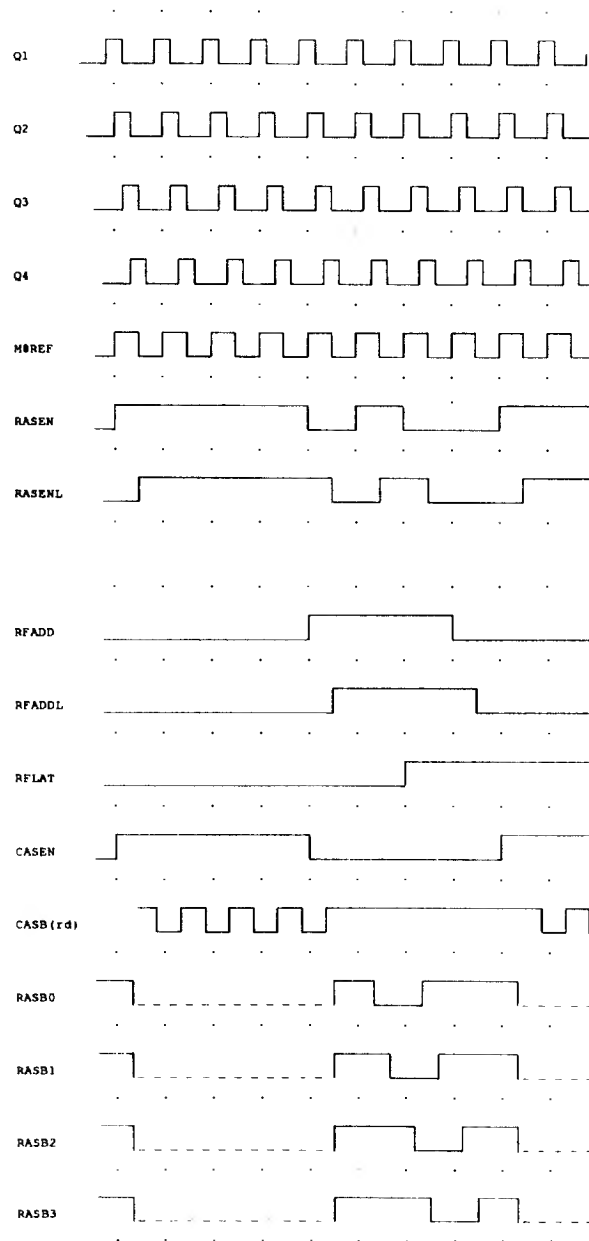 Q1
Q2
Q3
Q4
M0REF
RASEN
RASENL
RFADD
RFADDL
RFLAT
CASEN
CASB(rd)
RASB0
RASB1
RASB2
RASB3